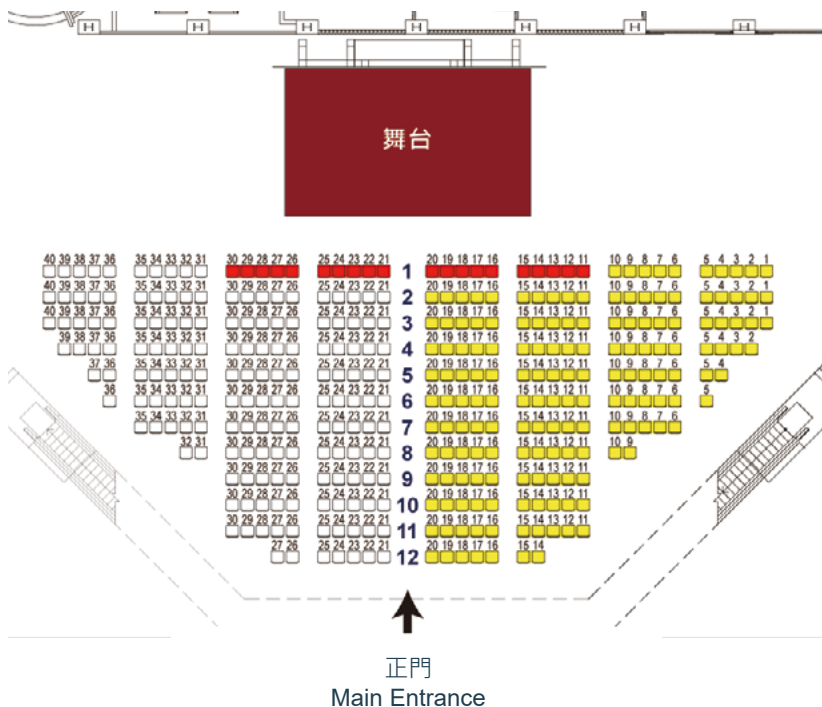 H H H H H H H
舞台
40 39 38 37 36 35 34 33 32 31 30 29 28 27 26 25 24 23 22 21 1 20 19 18 17 16 15 14 13 12 11 10 9 8 7 6 5 4 3 2 1
40 39 38 37 36 35 34 33 32 31 30 29 28 27 26 25 24 23 22 21 2 20 19 18 17 16 15 14 13 12 11 10 9 8 7 6 5 4 3 2 1
40 39 38 37 36 35 34 33 32 31 30 29 28 27 26 25 24 23 22 21 3 20 19 18 17 16 15 14 13 12 11 10 9 8 7 6 5 4 3 2 1
39 38 37 36 35 34 33 32 31 30 29 28 27 26 25 24 23 22 21 4 20 19 18 17 16 15 14 13 12 11 10 9 8 7 6 5 4 3 2
37 36 35 34 33 32 31 30 29 28 27 26 25 24 23 22 21 5 20 19 18 17 16 15 14 13 12 11 10 9 8 7 6 5 4
36 35 34 33 32 31 30 29 28 27 26 25 24 23 22 21 6 20 19 18 17 16 15 14 13 12 11 10 9 8 7 6 5
35 34 33 32 31 30 29 28 27 26 25 24 23 22 21 7 20 19 18 17 16 15 14 13 12 11 10 9 8 7 6
32 31 30 29 28 27 26 25 24 23 22 21 8 20 19 18 17 16 15 14 13 12 11 10 9
30 29 28 27 26 25 24 23 22 21 9 20 19 18 17 16 15 14 13 12 11
30 29 28 27 26 25 24 23 22 21 10 20 19 18 17 16 15 14 13 12 11
30 29 28 27 26 25 24 23 22 21 11 20 19 18 17 16 15 14 13 12 11
27 26 25 24 23 22 21 12 20 19 18 17 16 15 14
正門
Main Entrance